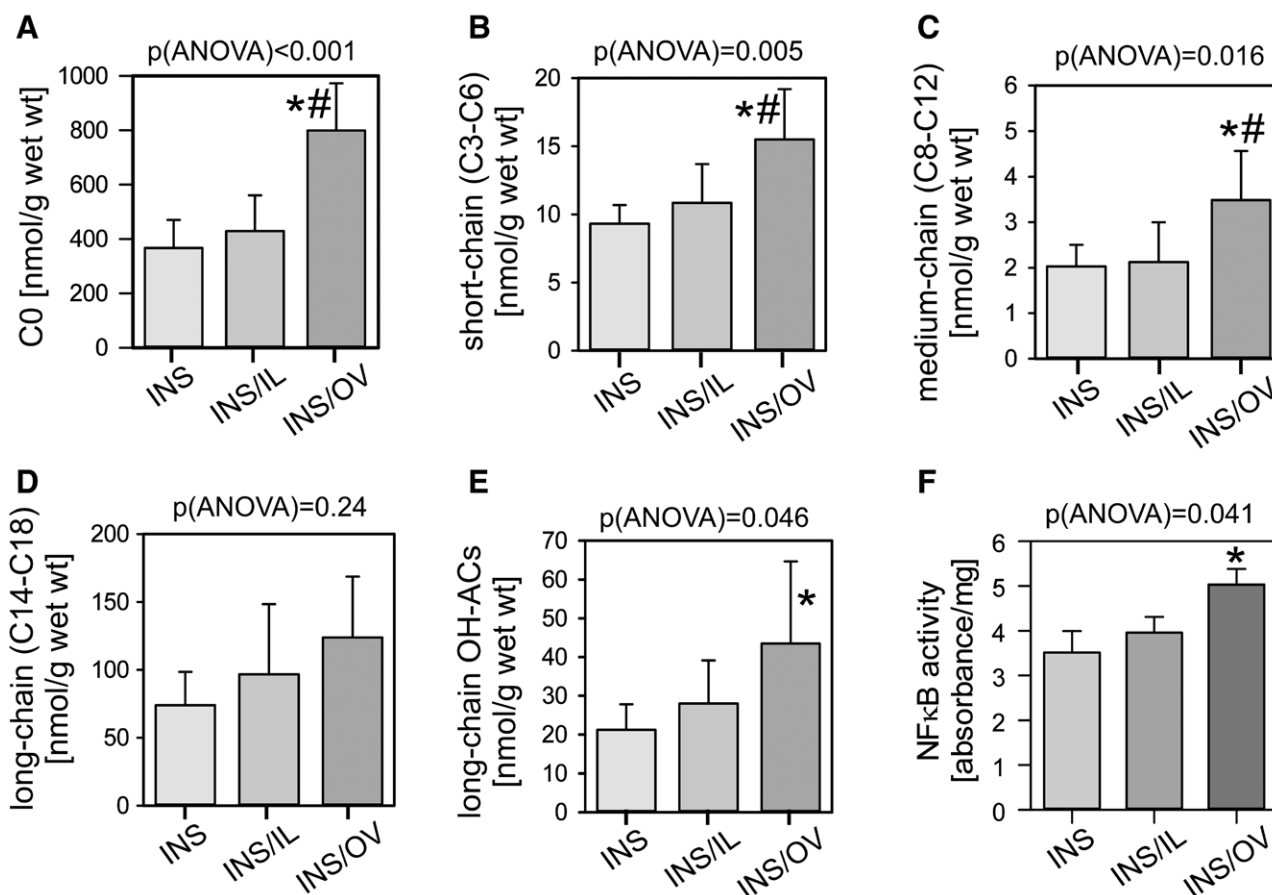 A
p(ANOVA)<0.001
C0 [nmol/g wet wt]
1000
800
600
400
200
0
*#
INS
INS/IL
INS/OV
B
p(ANOVA)=0.005
short-chain (C3-C6)
[nmol/g wet wt]
20
15
10
5
0
*#
INS
INS/IL
INS/OV
C
p(ANOVA)=0.016
medium-chain (C8-C12)
[nmol/g wet wt]
6
5
4
3
2
1
0
*#
INS
INS/IL
INS/OV
D
p(ANOVA)=0.24
long-chain (C14-C18)
[nmol/g wet wt]
200
150
100
50
0
INS
INS/IL
INS/OV
E
p(ANOVA)=0.046
long-chain OH-ACs
[nmol/g wet wt]
70
60
50
40
30
20
10
0
*
INS
INS/IL
INS/OV
F
p(ANOVA)=0.041
NFκB activity
[absorbance/mg]
6
5
4
3
2
1
0
*
INS
INS/IL
INS/OV